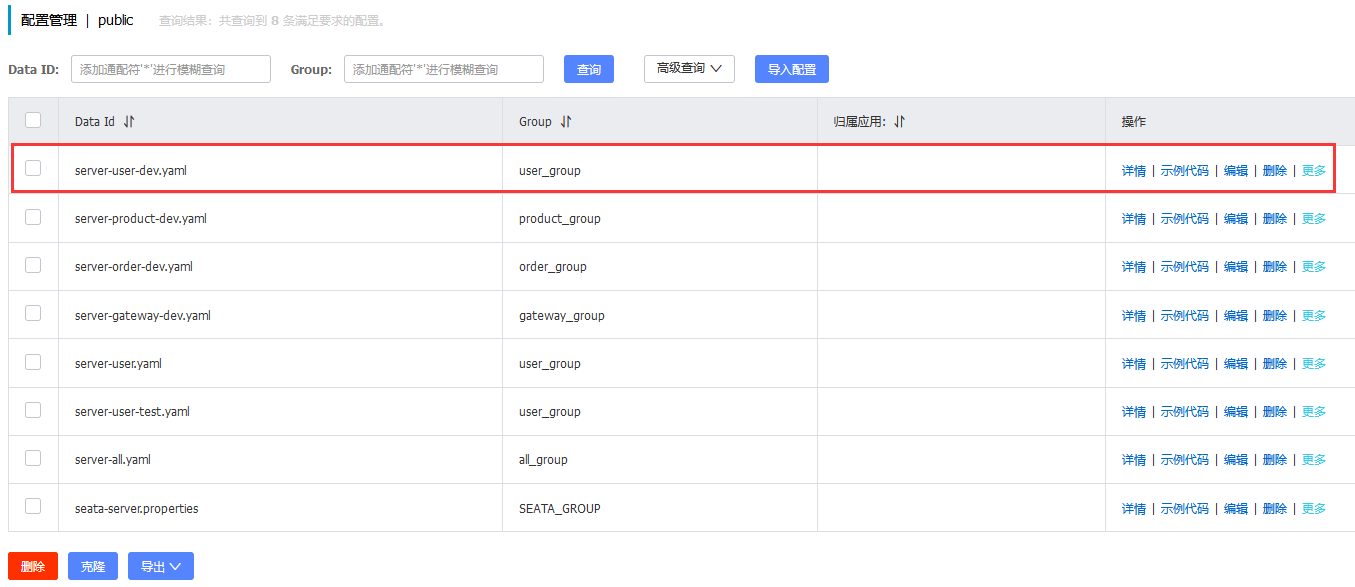 配置管理 | public 查询结果：共查询到 8 条满足要求的配置。
Data ID: 添加通配符'*'进行模糊查询 Group: 添加通配符'*'进行模糊查询 查询 高级查询 导入配置
Data Id Group 归属应用: 操作
server-user-dev.yaml user_group 详情 | 示例代码 | 编辑 | 删除 | 更多
server-product-dev.yaml product_group 详情 | 示例代码 | 编辑 | 删除 | 更多
server-order-dev.yaml order_group 详情 | 示例代码 | 编辑 | 删除 | 更多
server-gateway-dev.yaml gateway_group 详情 | 示例代码 | 编辑 | 删除 | 更多
server-user.yaml user_group 详情 | 示例代码 | 编辑 | 删除 | 更多
server-user-test.yaml user_group 详情 | 示例代码 | 编辑 | 删除 | 更多
server-all.yaml all_group 详情 | 示例代码 | 编辑 | 删除 | 更多
seata-server.properties SEATA_GROUP 详情 | 示例代码 | 编辑 | 删除 | 更多
删除 克隆 导出